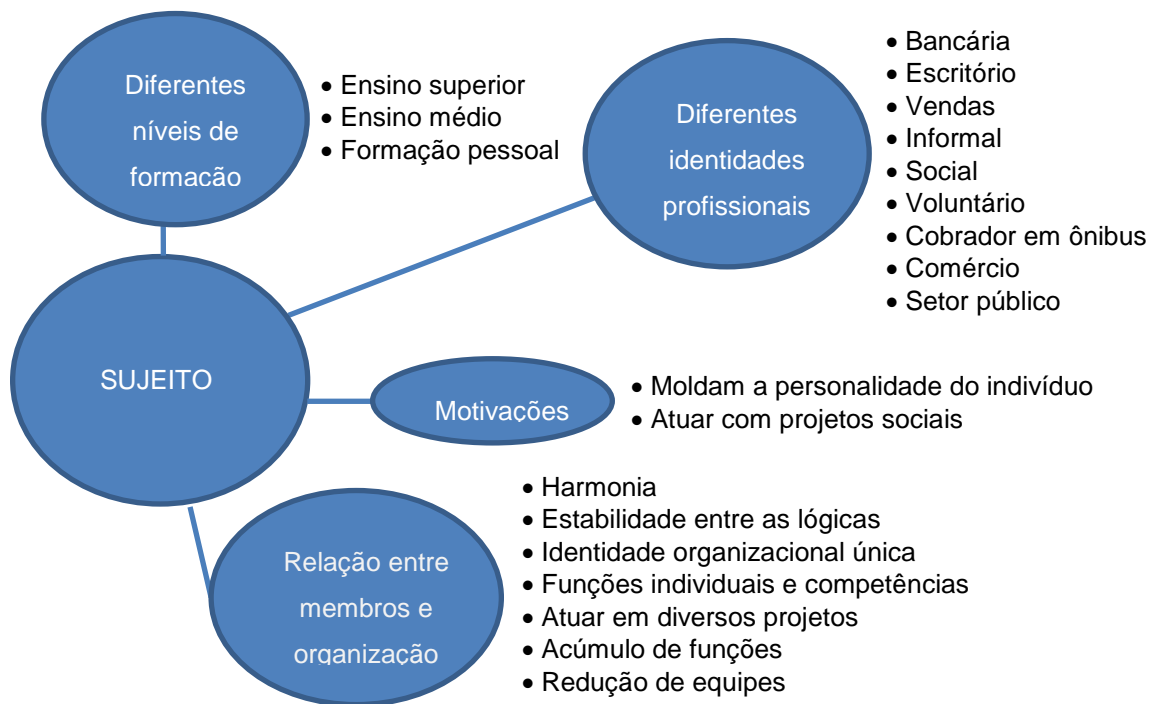 Diferentes
níveis de
formação
• Ensino superior
• Ensino médio
• Formação pessoal
Diferentes
identidades
profissionais
• Bancária
• Escritório
• Vendas
• Informal
• Social
• Voluntário
• Cobrador em ônibus
• Comércio
• Setor público
SUJEITO
Motivações
• Moldam a personalidade do indivíduo
• Atuar com projetos sociais
Relação entre
membros e
organização
• Harmonia
• Estabilidade entre as lógicas
• Identidade organizacional única
• Funções individuais e competências
• Atuar em diversos projetos
• Acúmulo de funções
• Redução de equipes